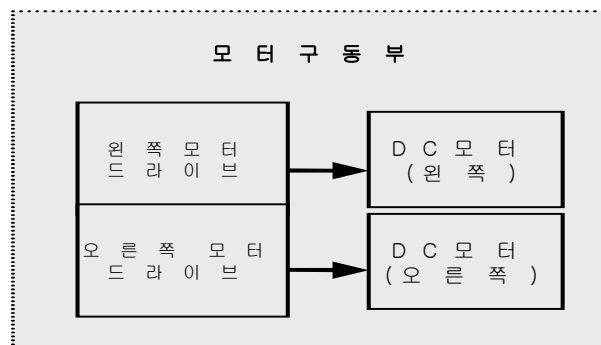 모 터 구 동 부
왼 쪽 모 터
드 라 이 브
D C 모 터
( 왼 쪽 )
오 른 쪽 모 터
드 라 이 브
D C 모 터
( 오 른 쪽 )